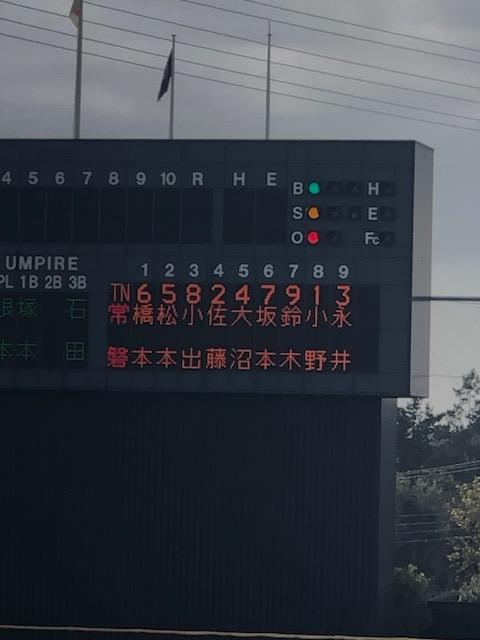 4 5 6 7 8 9 10 R H E
B H
S E
O Fc
UMPIRE
PL 1B 2B 3B
1 2 3 4 5 6 7 8 9
TN 6 5 8 2 4 7 9 1 3
塚 石
常 橋 松 小 佐 大 坂 鈴 小 永
本 本 田
磐 本 本 出 藤 沼 本 木 野 井